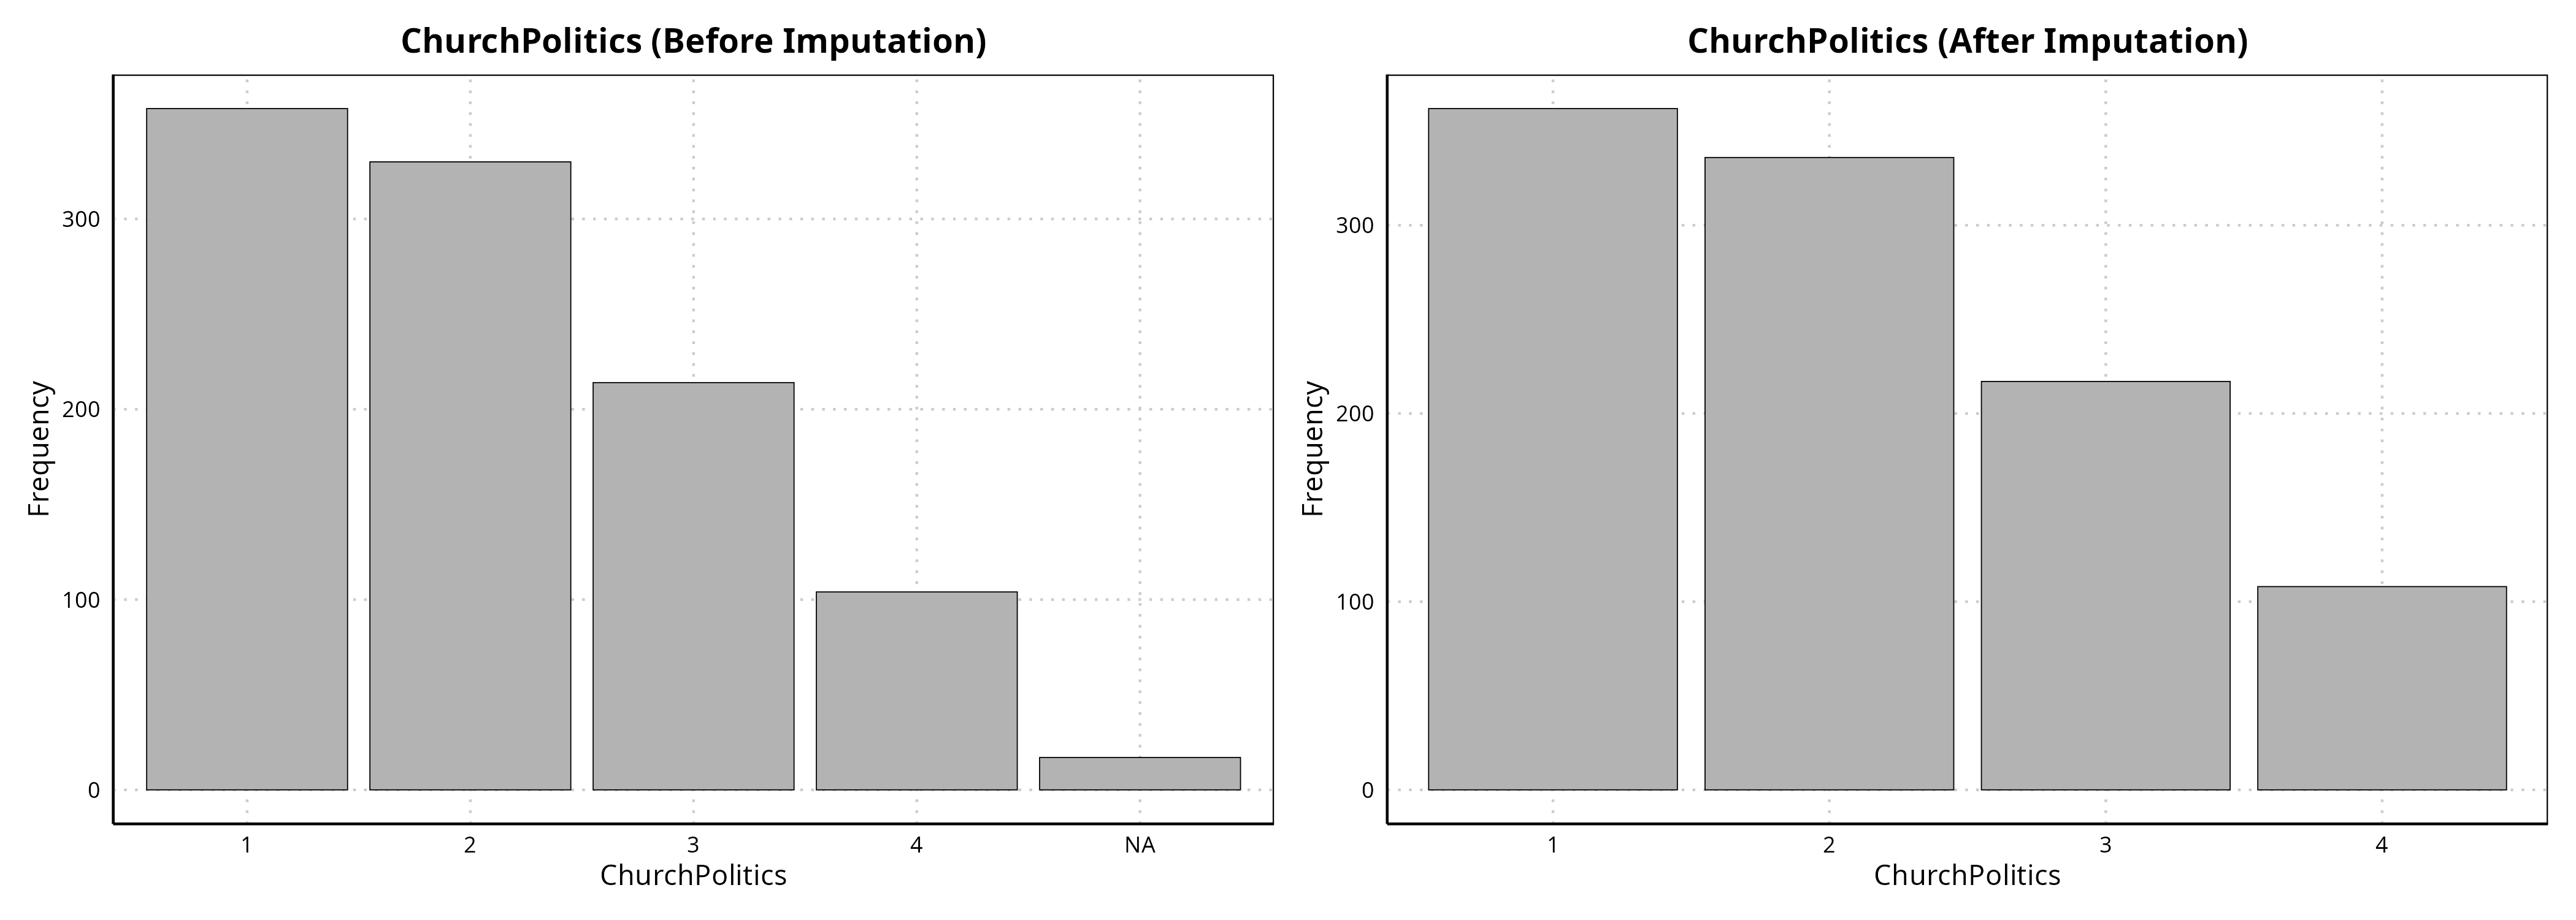 ChurchPolitics (Before Imputation)
Frequency
300
200
100
0
1 2 3 4 NA
ChurchPolitics
ChurchPolitics (After Imputation)
Frequency
300
200
100
0
1 2 3 4
ChurchPolitics